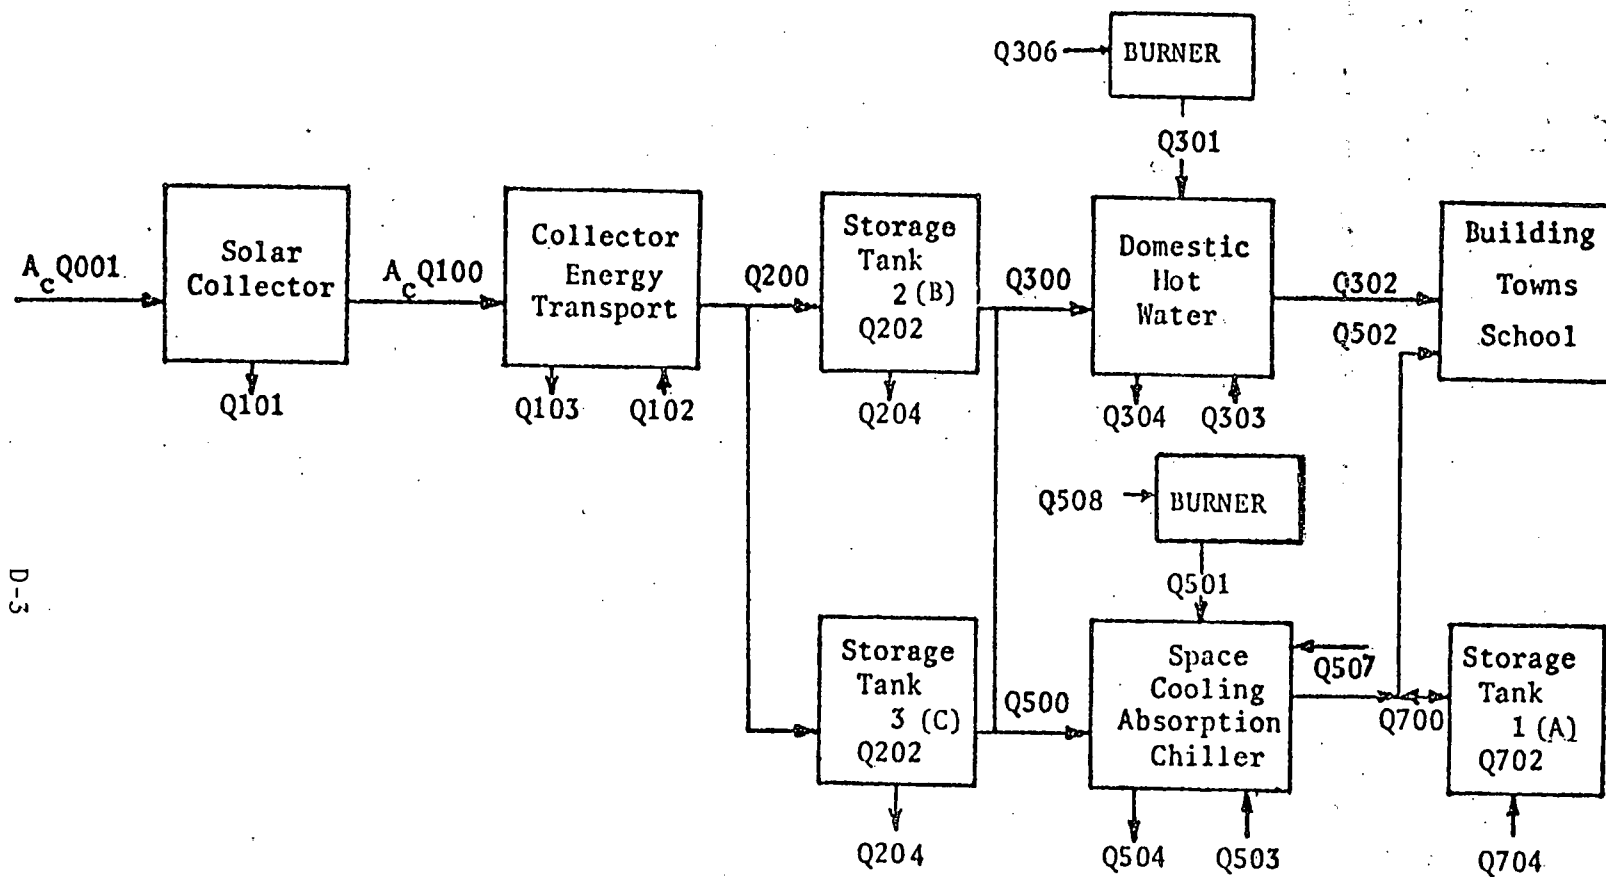 Q306
BURNER
Q301
A_cQ001
Solar
Collector
Q101
A_cQ100
Collector
Energy
Transport
Q103
Q102
Q200
Storage
Tank
2 (B)
Q202
Q204
Q300
Domestic
Hot
Water
Q304
Q303
Q302
Q502
Building
Towns
School
Q508
BURNER
Q501
Storage
Tank
3 (C)
Q202
Q204
Q500
Space
Cooling
Absorption
Chiller
Q504
Q503
Q507
Q700
Storage
Tank
1 (A)
Q702
Q704
D-3